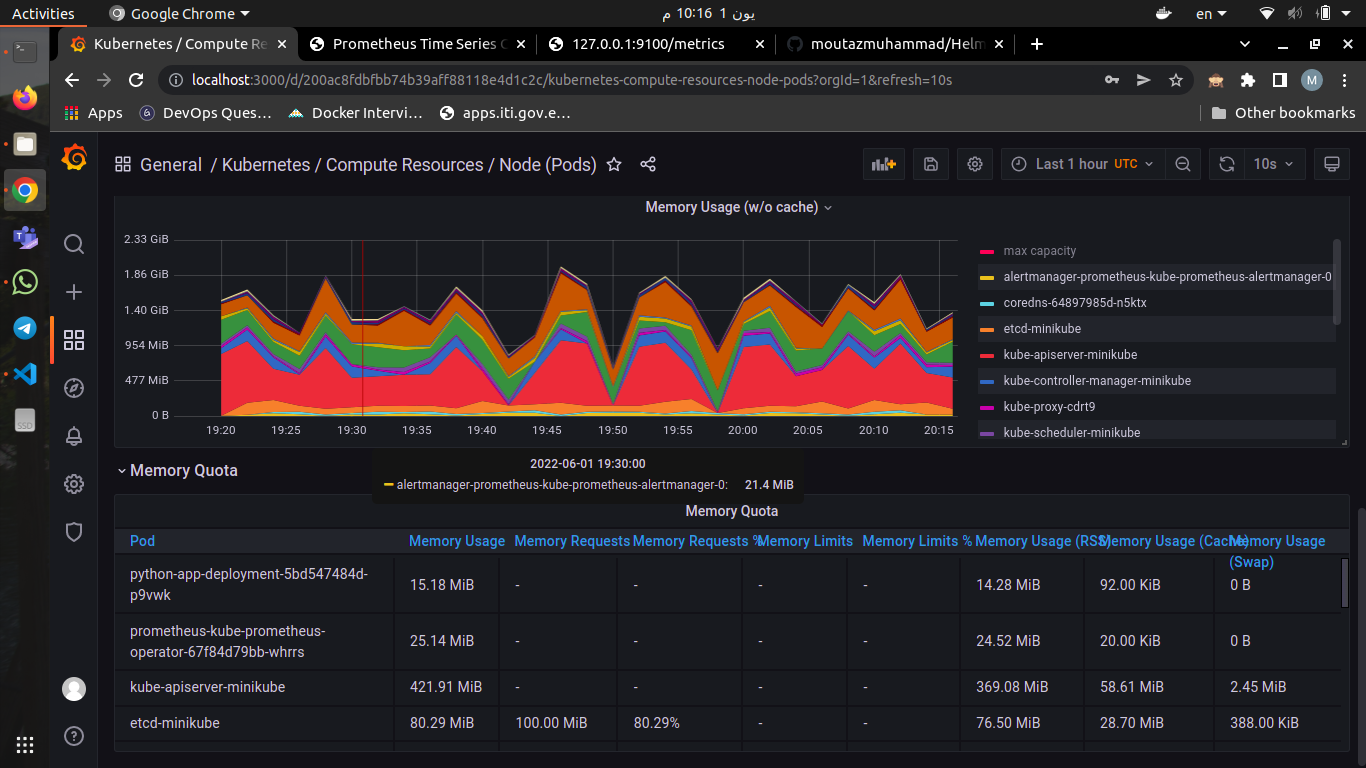 Activities
Google Chrome
يون 1 10:16 م
en
Kubernetes / Compute Re
Prometheus Time Series C
127.0.0.1:9100/metrics
moutazmuhammad/Helm
localhost:3000/d/200ac8fdbfbb74b39aff88118e4d1c2c/kubernetes-compute-resources-node-pods?orgId=1&refresh=10s
M
Apps
DevOps Ques…
Docker Intervi…
apps.iti.gov.e…
Other bookmarks
General / Kubernetes / Compute Resources / Node (Pods)
Last 1 hour UTC
10s
Memory Usage (w/o cache)
2.33 GiB
1.86 GiB
1.40 GiB
954 MiB
477 MiB
0 B
19:20 19:25 19:30 19:35 19:40 19:45 19:50 19:55 20:00 20:05 20:10 20:15
max capacity
alertmanager-prometheus-kube-prometheus-alertmanager-0
coredns-64897985d-n5ktx
etcd-minikube
kube-apiserver-minikube
kube-controller-manager-minikube
kube-proxy-cdrt9
kube-scheduler-minikube
Memory Quota
2022-06-01 19:30:00
alertmanager-prometheus-kube-prometheus-alertmanager-0: 21.4 MiB
Memory Quota
Pod Memory Usage Memory Requests Memory Requests % Memory Limits Memory Limits % Memory Usage (RSS) Memory Usage (Cache) Memory Usage
(Swap)
python-app-deployment-5bd547484d-
p9vwk
15.18 MiB - - - - 14.28 MiB 92.00 KiB 0 B
prometheus-kube-prometheus-
operator-67f84d79bb-whrrs
25.14 MiB - - - - 24.52 MiB 20.00 KiB 0 B
kube-apiserver-minikube 421.91 MiB - - - - 369.08 MiB 58.61 MiB 2.45 MiB
etcd-minikube 80.29 MiB 100.00 MiB 80.29% - - 76.50 MiB 28.70 MiB 388.00 KiB
SSD